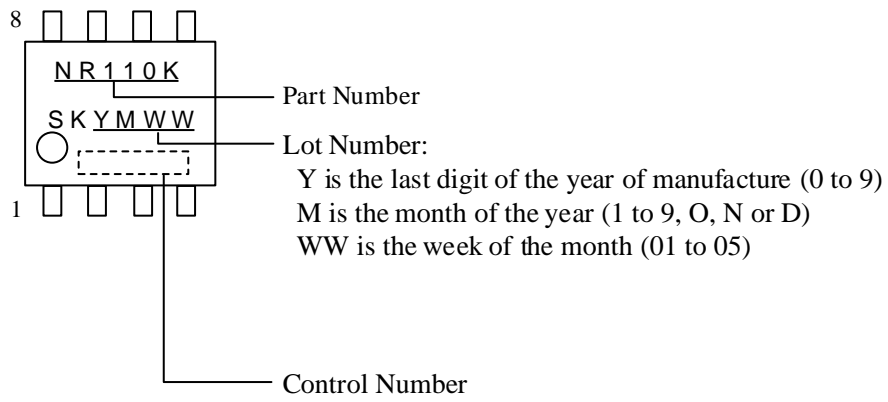 8
NR110K
Part Number
SKYMWW
Lot Number:
Y is the last digit of the year of manufacture (0 to 9)
M is the month of the year (1 to 9, O, N or D)
WW is the week of the month (01 to 05)
1
Control Number